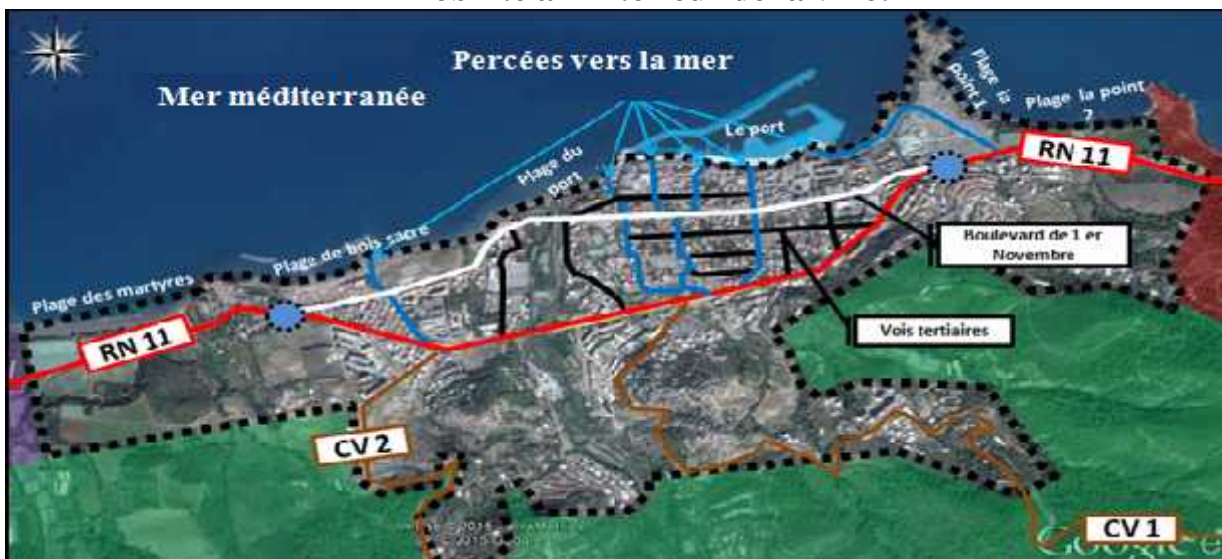 Percées vers la mer
Mer méditerranée
Plage la
point 1
Plage la point
2
Le port
RN 11
Plage du
port
Plage de bois sacre
Boulevard de 1 er
Novembre
Plage des martyres
Vois tertiaires
RN 11
CV 2
CV 1